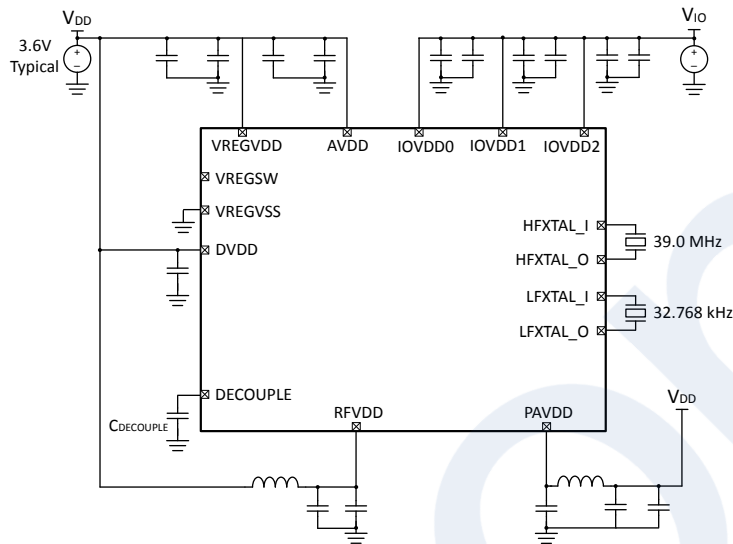 VDD
VIO
3.6V
Typical
+
–
+
–
VREGVDD
AVDD
IOVDD0
IOVDD1
IOVDD2
VREGSW
VREGVSS
HFXTAL_I
39.0 MHz
DVDD
HFXTAL_O
LFXTAL_I
32.768 kHz
LFXTAL_O
DECOUPLE
RFVDD
PAVDD
VDD
CDECOUPLE